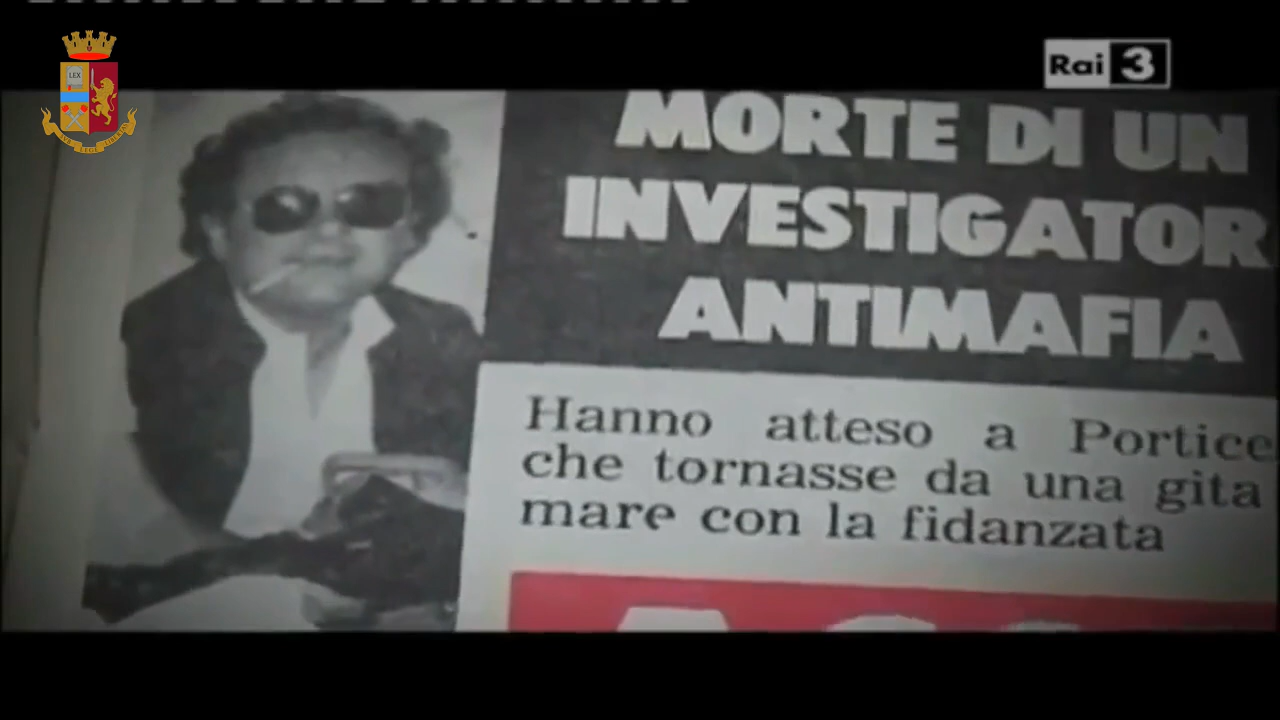 Rai 3
LEX
MORTE DI UN
INVESTIGATOR
ANTIMAFIA
Hanno atteso a Portice
che tornasse da una gita
mare con la fidanzata